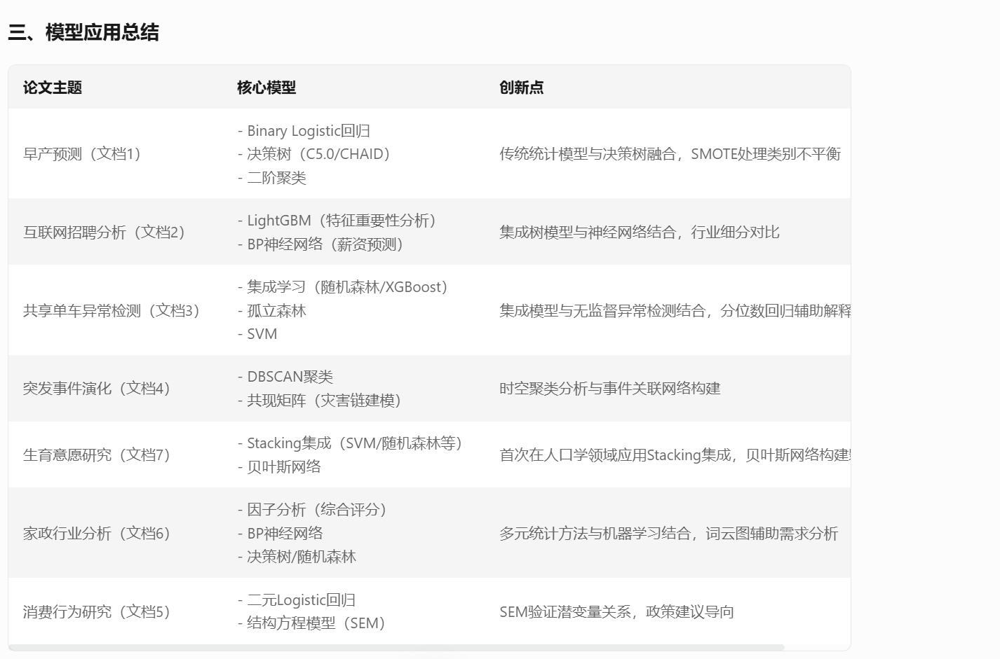 三、模型应用总结
论文主题 核心模型 创新点
早产预测（文档1）
- Binary Logistic回归
- 决策树（C5.0/CHAID）
- 二阶聚类
传统统计模型与决策树融合，SMOTE处理类别不平衡
互联网招聘分析（文档2）
- LightGBM（特征重要性分析）
- BP神经网络（薪资预测）
集成树模型与神经网络结合，行业细分对比
共享单车异常检测（文档3）
- 集成学习（随机森林/XGBoost）
- 孤立森林
- SVM
集成模型与无监督异常检测结合，分位数回归辅助解释
突发事件演化（文档4）
- DBSCAN聚类
- 共现矩阵（灾害链建模）
时空聚类分析与事件关联网络构建
生育意愿研究（文档7）
- Stacking集成（SVM/随机森林等）
- 贝叶斯网络
首次在人口学领域应用Stacking集成，贝叶斯网络构建
家政行业分析（文档6）
- 因子分析（综合评分）
- BP神经网络
- 决策树/随机森林
多元统计方法与机器学习结合，词云图辅助需求分析
消费行为研究（文档5）
- 二元Logistic回归
- 结构方程模型（SEM）
SEM验证潜变量关系，政策建议导向